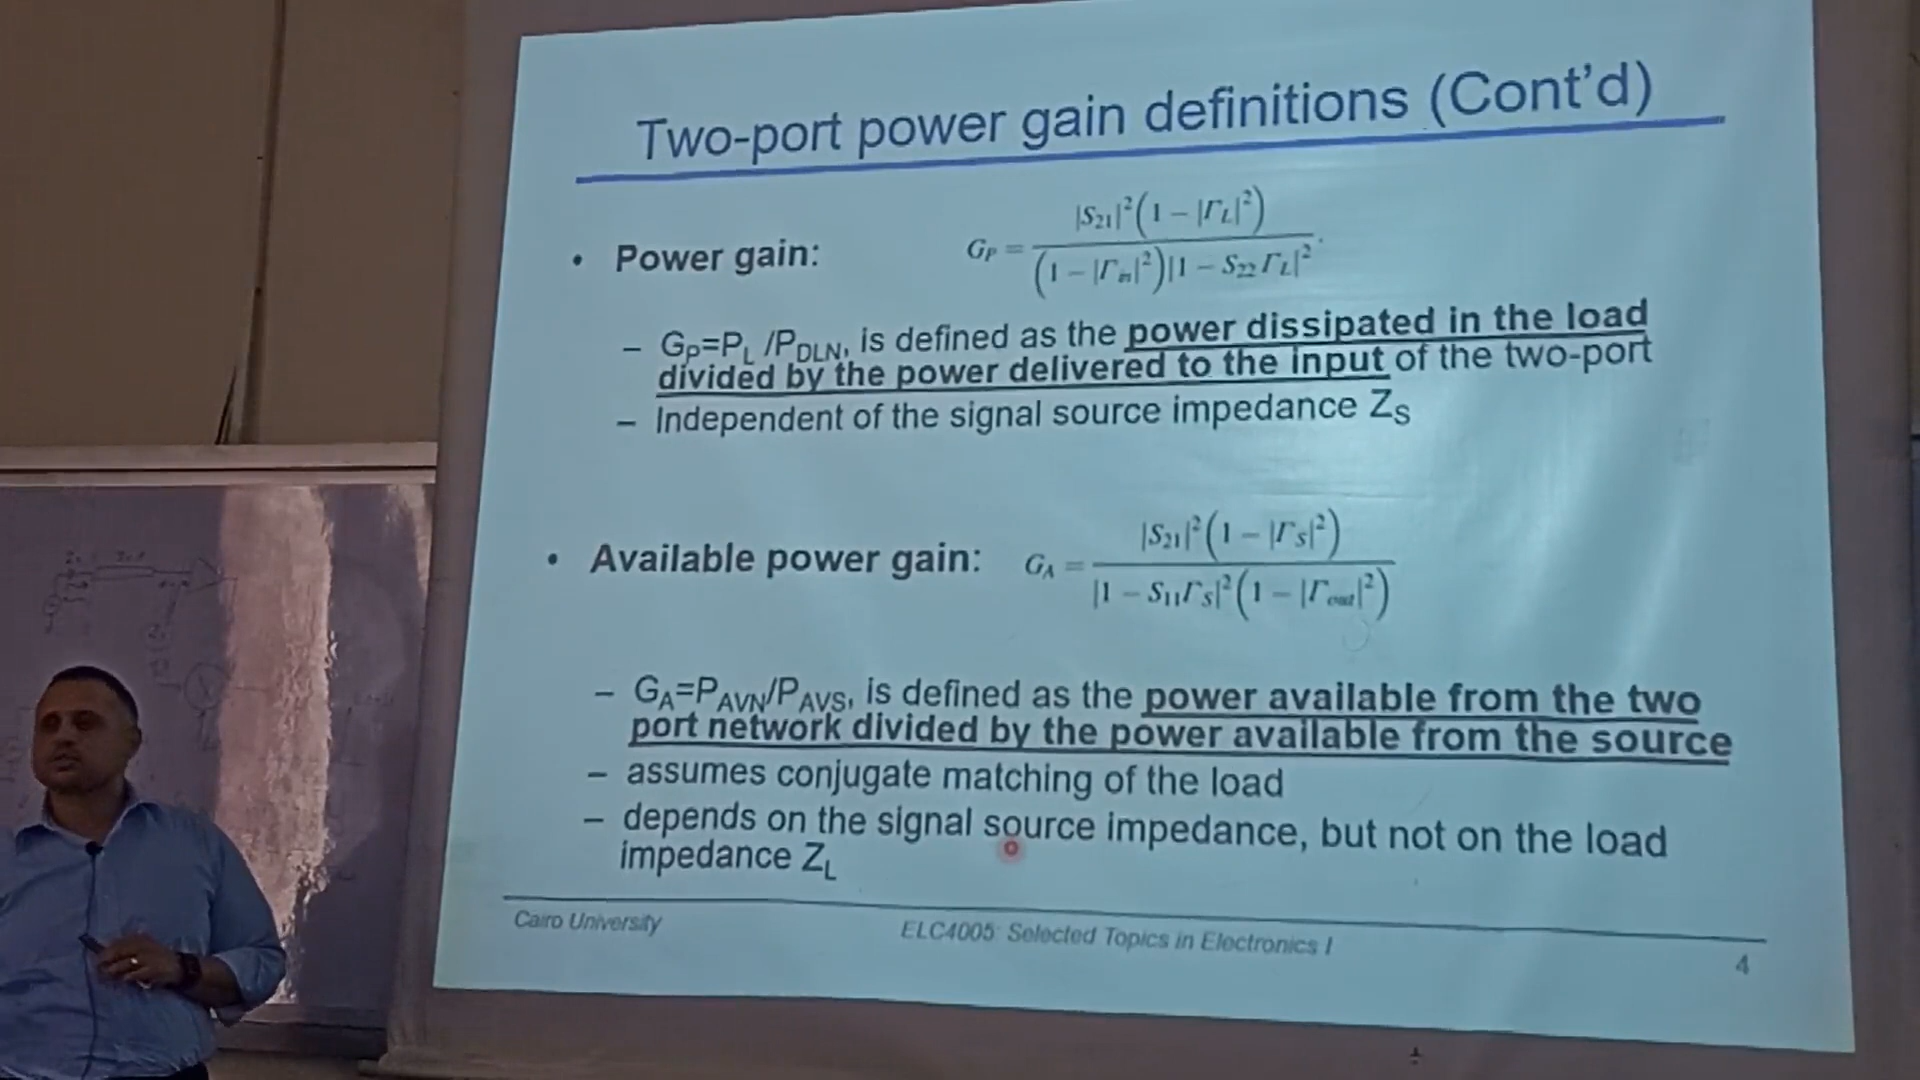 Two-port power gain definitions (Cont'd)
• Power gain: G_P = |S_21|^2(1 − |Γ_L|^2) / (1 − |Γ_in|^2)|1 − S_22 Γ_L|^2.
– G_P=P_L /P_DLN, is defined as the power dissipated in the load
divided by the power delivered to the input of the two-port
– Independent of the signal source impedance Z_S
• Available power gain: G_A = |S_21|^2(1 − |Γ_S|^2) / |1 − S_11Γ_S|^2(1 − |Γ_out|^2)
– G_A=P_AVN/P_AVS, is defined as the power available from the two
port network divided by the power available from the source
– assumes conjugate matching of the load
– depends on the signal source impedance, but not on the load
impedance Z_L
Cairo University
ELC4005: Selected Topics in Electronics I
4